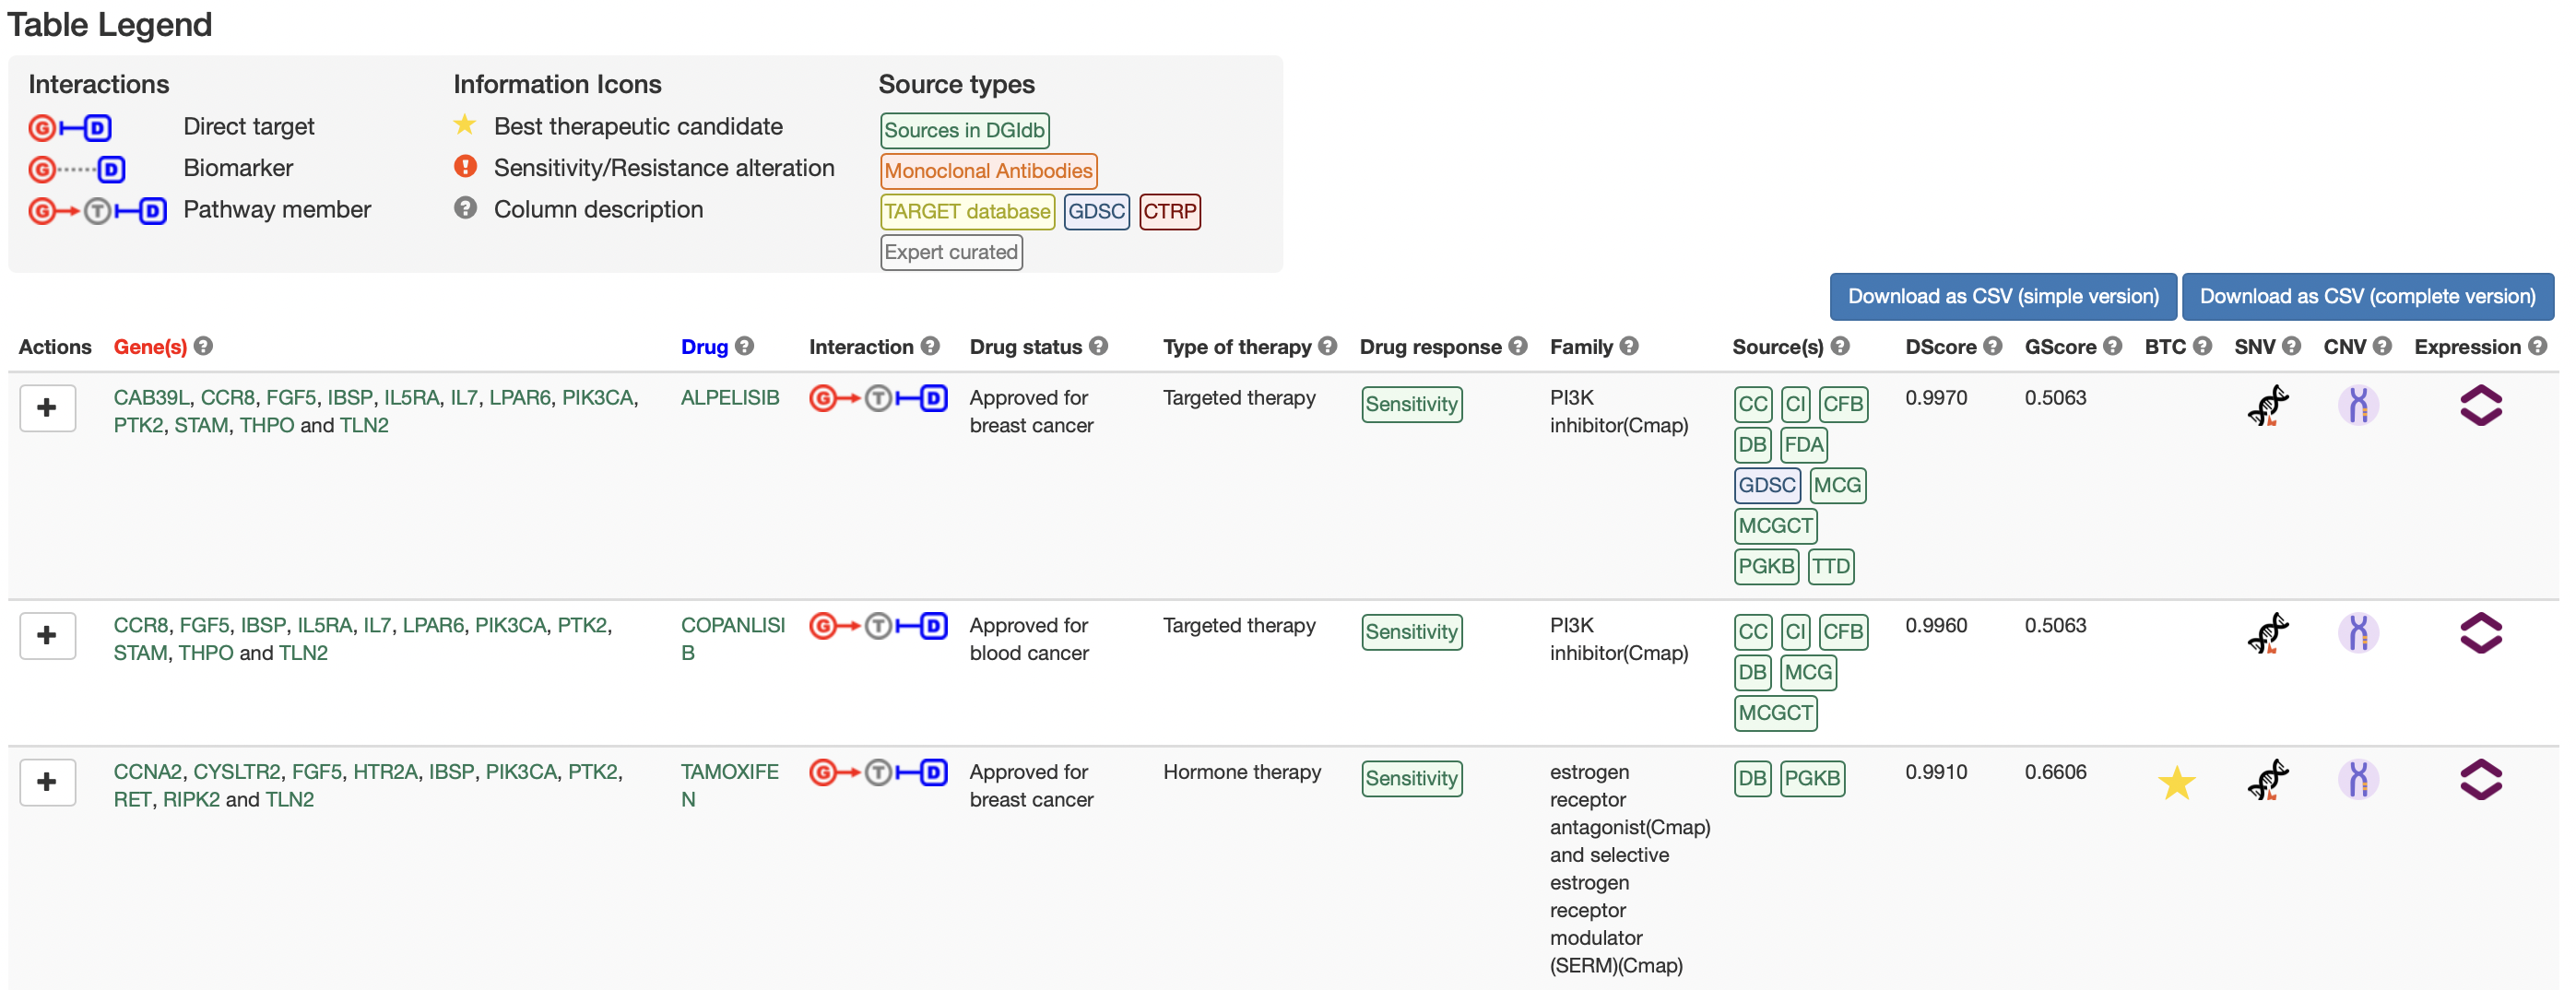 Table Legend
Interactions
G D Direct target
G D Biomarker
G T D Pathway member
Information Icons
Best therapeutic candidate
! Sensitivity/Resistance alteration
? Column description
Source types
Sources in DGIdb
Monoclonal Antibodies
TARGET database GDSC CTRP
Expert curated
Download as CSV (simple version) Download as CSV (complete version)
Actions Gene(s) ? Drug ? Interaction ? Drug status ? Type of therapy ? Drug response ? Family ? Source(s) ? DScore ? GScore ? BTC ? SNV ? CNV ? Expression ?
+
CAB39L, CCR8, FGF5, IBSP, IL5RA, IL7, LPAR6, PIK3CA,
PTK2, STAM, THPO and TLN2
ALPELISIB
G T D
Approved for
breast cancer
Targeted therapy
Sensitivity
PI3K
inhibitor(Cmap)
CC CI CFB
DB FDA
GDSC MCG
MCGCT
PGKB TTD
0.9970
0.5063
+
CCR8, FGF5, IBSP, IL5RA, IL7, LPAR6, PIK3CA, PTK2,
STAM, THPO and TLN2
COPANLISI
B
G T D
Approved for
blood cancer
Targeted therapy
Sensitivity
PI3K
inhibitor(Cmap)
CC CI CFB
DB MCG
MCGCT
0.9960
0.5063
+
CCNA2, CYSLTR2, FGF5, HTR2A, IBSP, PIK3CA, PTK2,
RET, RIPK2 and TLN2
TAMOXIFE
N
G T D
Approved for
breast cancer
Hormone therapy
Sensitivity
estrogen
receptor
antagonist(Cmap)
and selective
estrogen
receptor
modulator
(SERM)(Cmap)
DB PGKB
0.9910
0.6606